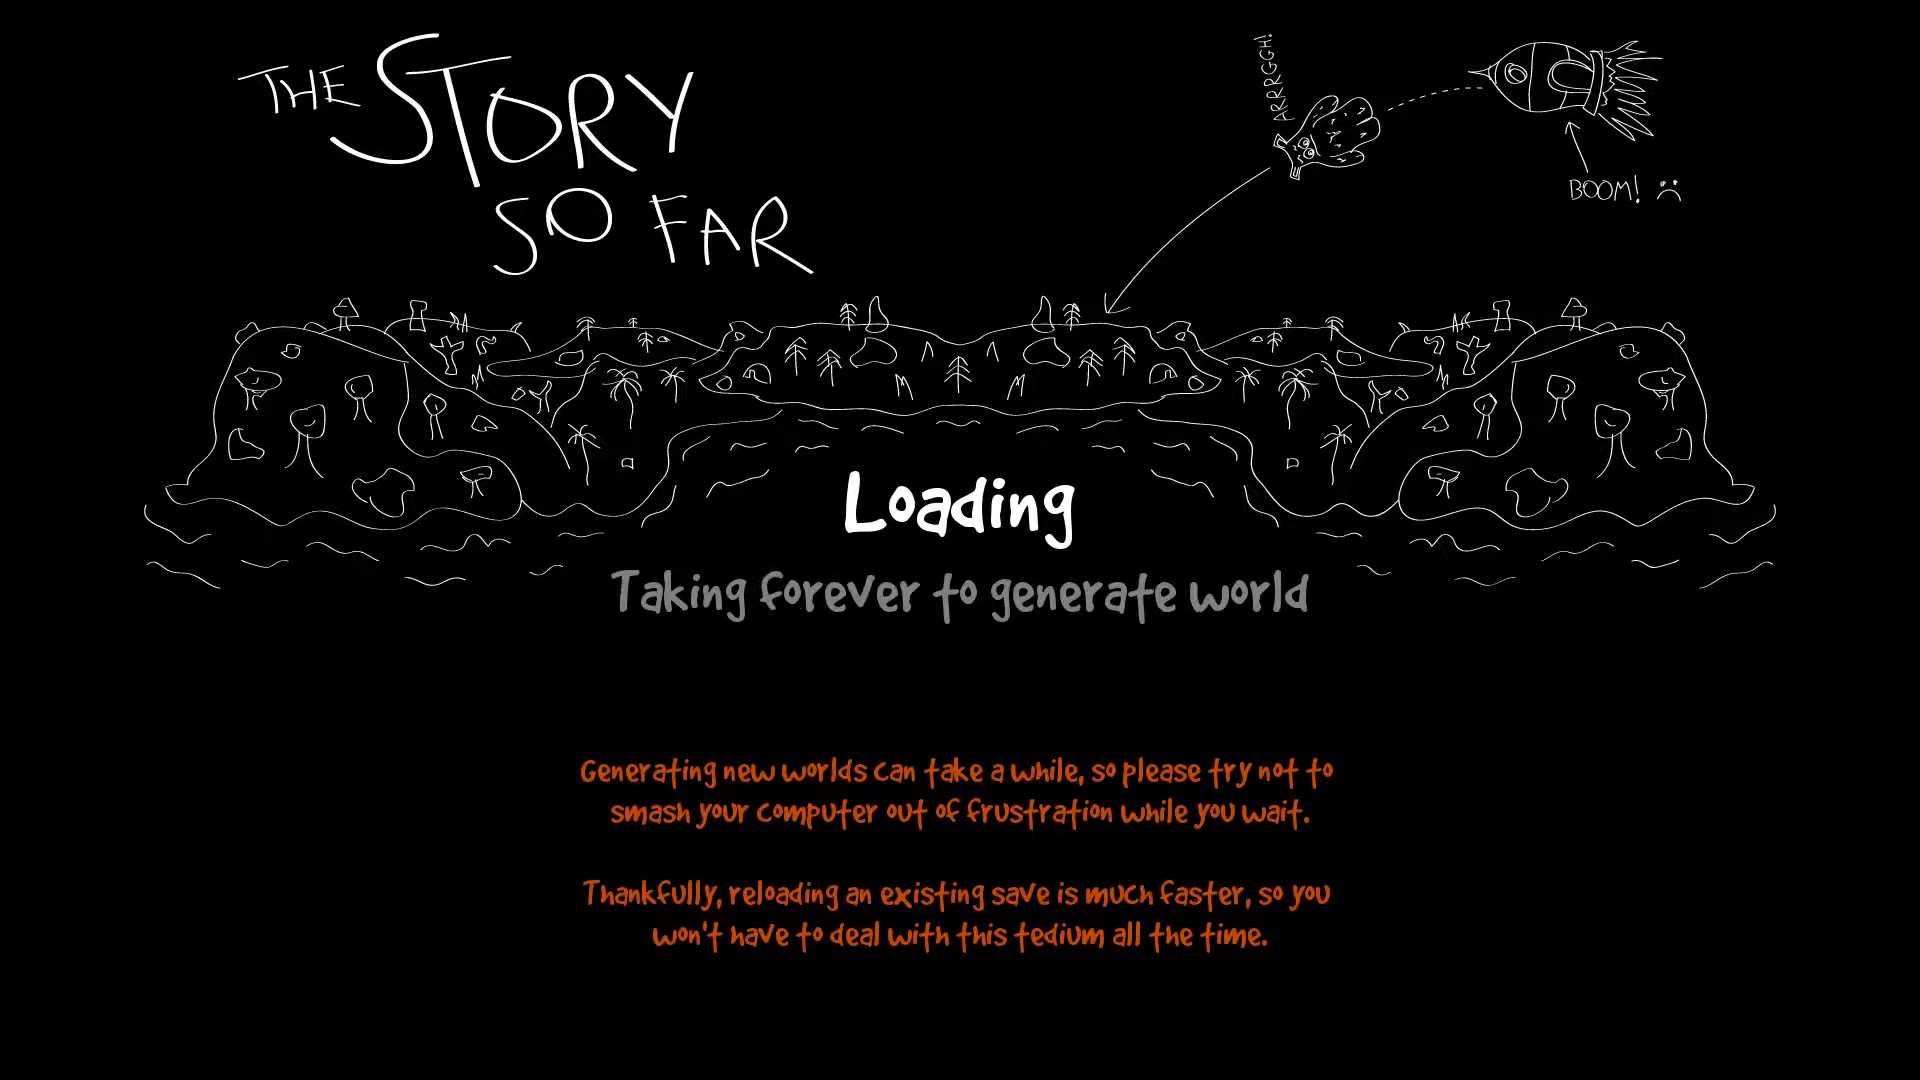 THE STORY
SO FAR
ARRRGGH!
BOOM!
Loading
Taking forever to generate world
Generating new worlds can take a while, so please try not to
smash your computer out of frustration while you wait.
Thankfully, reloading an existing save is much faster, so you
won't have to deal with this tedium all the time.